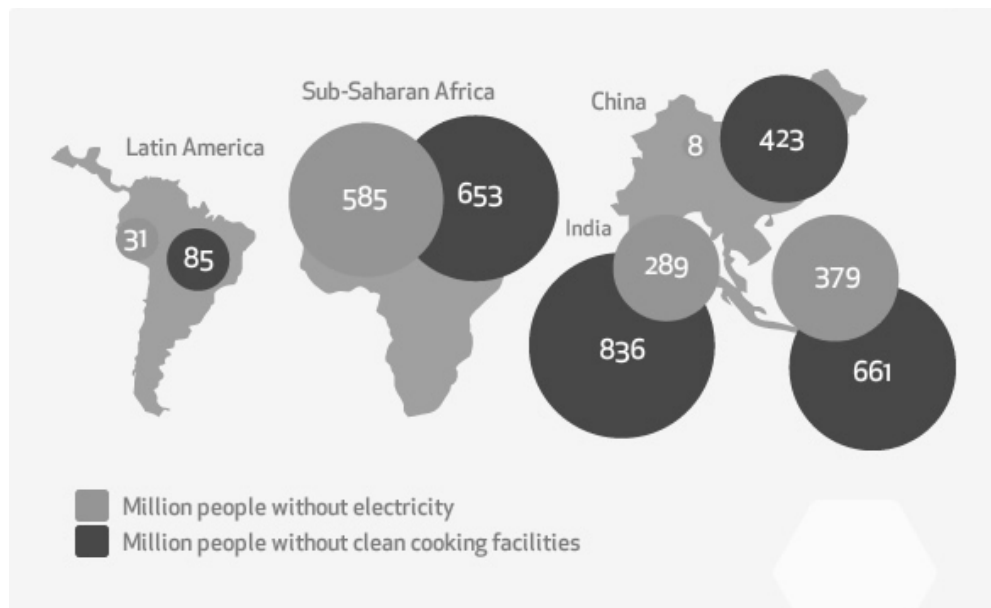 Sub-Saharan Africa
China
Latin America
8
423
585
653
India
31
85
289
379
836
661
Million people without electricity
Million people without clean cooking facilities